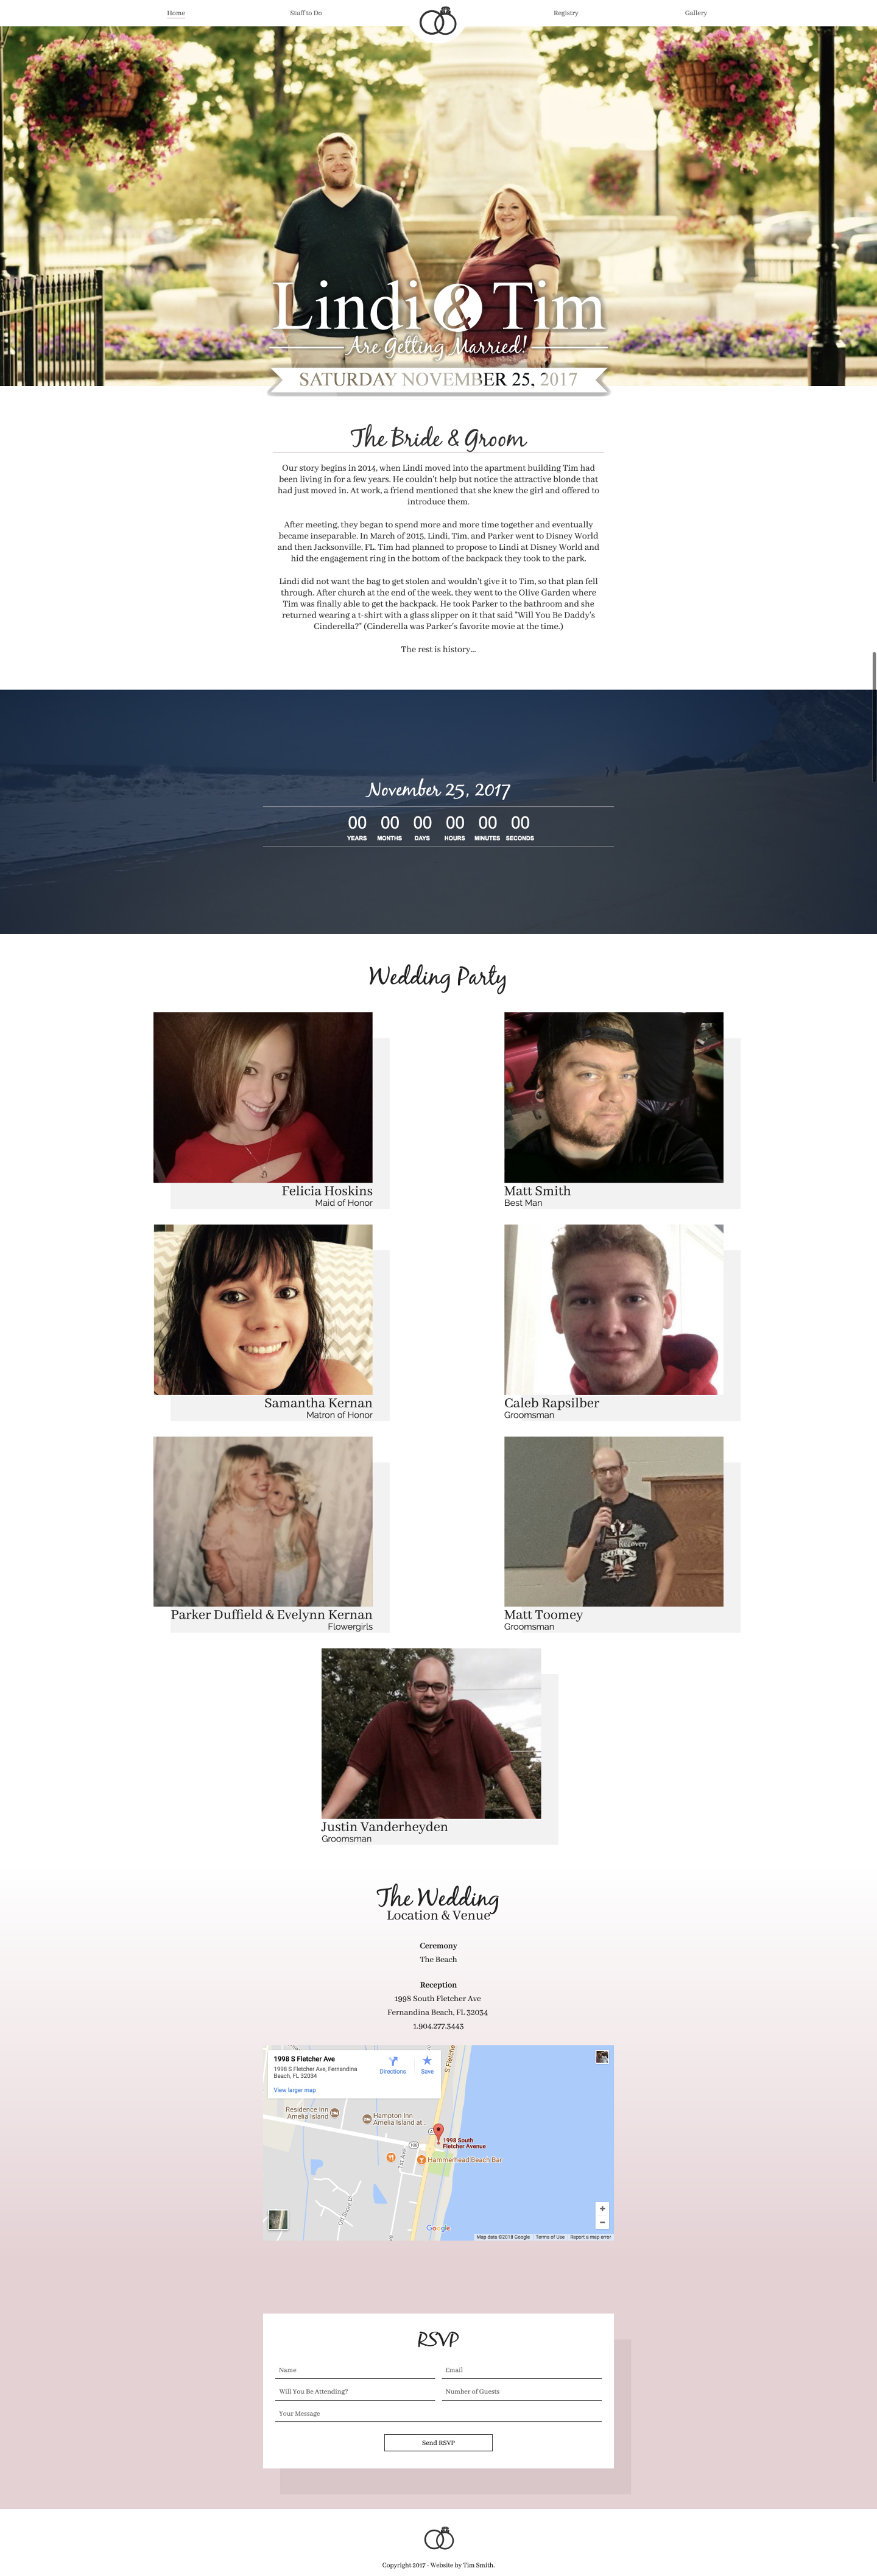 Home
Stuff to Do
Registry
Gallery
Lindi & Tim
Are Getting Married!
SATURDAY NOVEMBER 25, 2017
The Bride & Groom
Our story begins in 2014, when Lindi moved into the apartment building Tim had
been living in for a few years. He couldn't help but notice the attractive blonde that
had just moved in. At work, a friend mentioned that she knew the girl and offered to
introduce them.
After meeting, they began to spend more and more time together and eventually
became inseparable. In March of 2015, Lindi, Tim, and Parker went to Disney World
and then Jacksonville, FL. Tim had planned to propose to Lindi at Disney World and
hid the engagement ring in the bottom of the backpack they took to the park.
Lindi did not want the bag to get stolen and wouldn't give it to Tim, so that plan fell
through. After church at the end of the week, they went to the Olive Garden where
Tim was finally able to get the backpack. He took Parker to the bathroom and she
returned wearing a t-shirt with a glass slipper on it that said "Will You Be Daddy's
Cinderella?" (Cinderella was Parker's favorite movie at the time.)
The rest is history...
November 25, 2017
00 00 00 00 00 00
YEARS MONTHS DAYS HOURS MINUTES SECONDS
Wedding Party
Felicia Hoskins
Maid of Honor
Matt Smith
Best Man
Samantha Kernan
Matron of Honor
Caleb Rapsilber
Groomsman
Parker Duffield & Evelynn Kernan
Flowergirls
Matt Toomey
Groomsman
Justin Vanderheyden
Groomsman
The Wedding
Location & Venue
Ceremony
The Beach
Reception
1998 South Fletcher Ave
Fernandina Beach, FL 32034
1.904.277.3443
1998 S Fletcher Ave
1998 S Fletcher Ave, Fernandina
Beach, FL 32034
View larger map
Directions
Save
S Fletche
Residence Inn
Amelia Island
Hampton Inn
Amelia Island at...
1998 South
Fletcher Avenue
1st Ave
Hammerhead Beach Bar
Off Shore Dr
Google
Map data ©2018 Google
Terms of Use
Report a map error
RSVP
Name
Email
Will You Be Attending?
Number of Guests
Your Message
Send RSVP
Copyright 2017 - Website by Tim Smith.